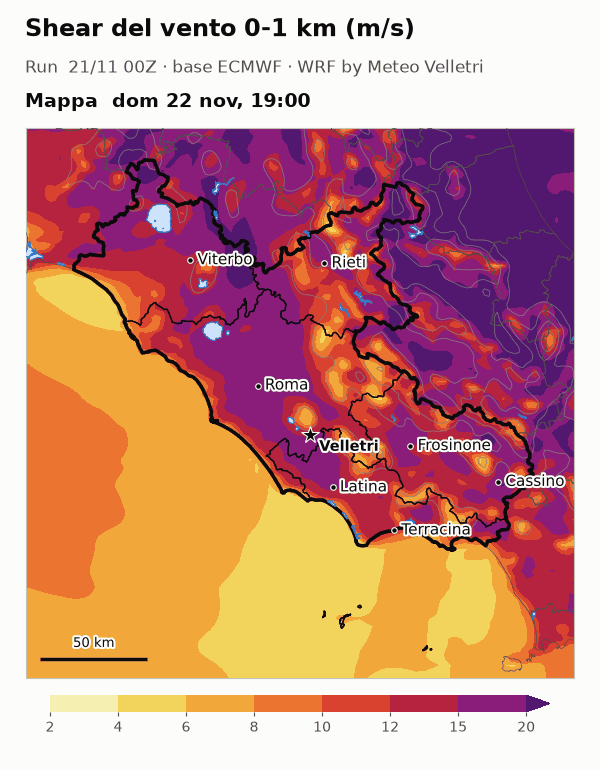 Shear del vento 0-1 km (m/s)
Run  21/11 00Z · base ECMWF · WRF by Meteo Velletri
Mappa  dom 22 nov, 19:00
Viterbo
Rieti
Roma
Velletri
Frosinone
Latina
Cassino
Terracina
50 km
2 4 6 8 10 12 15 20